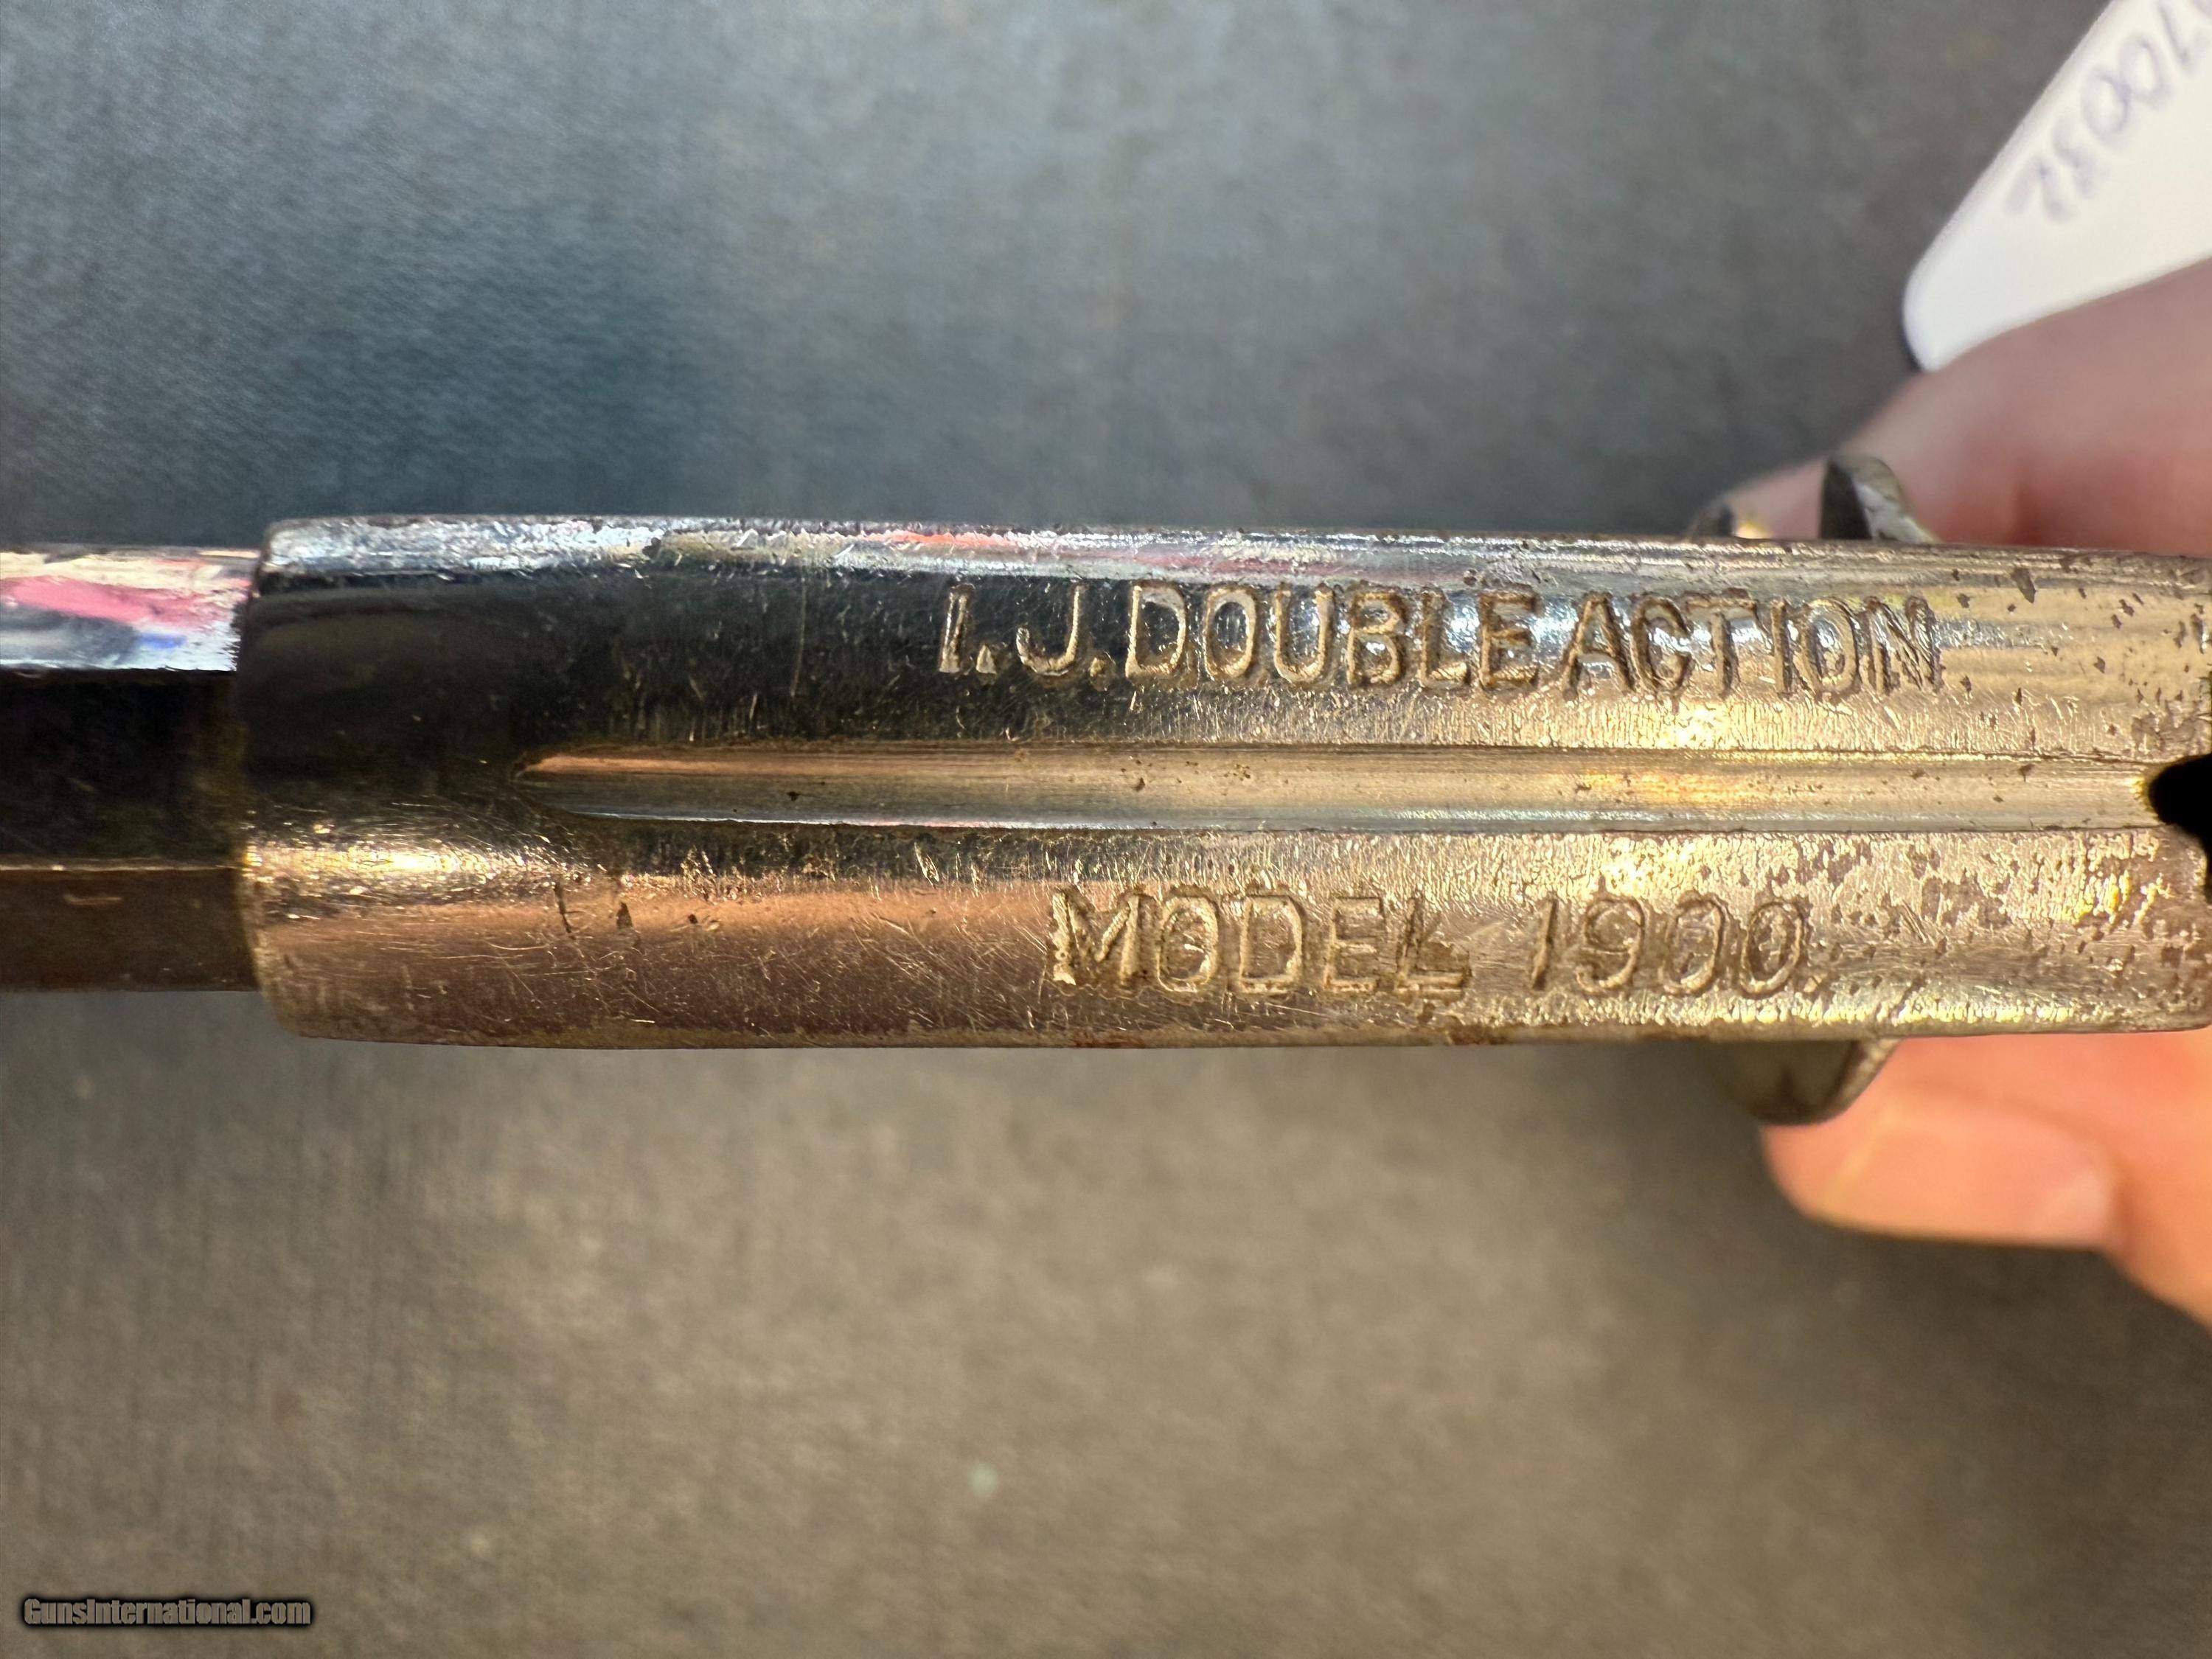 I.J. DOUBLE ACTION
MODEL 1900.
GunsInternational.com